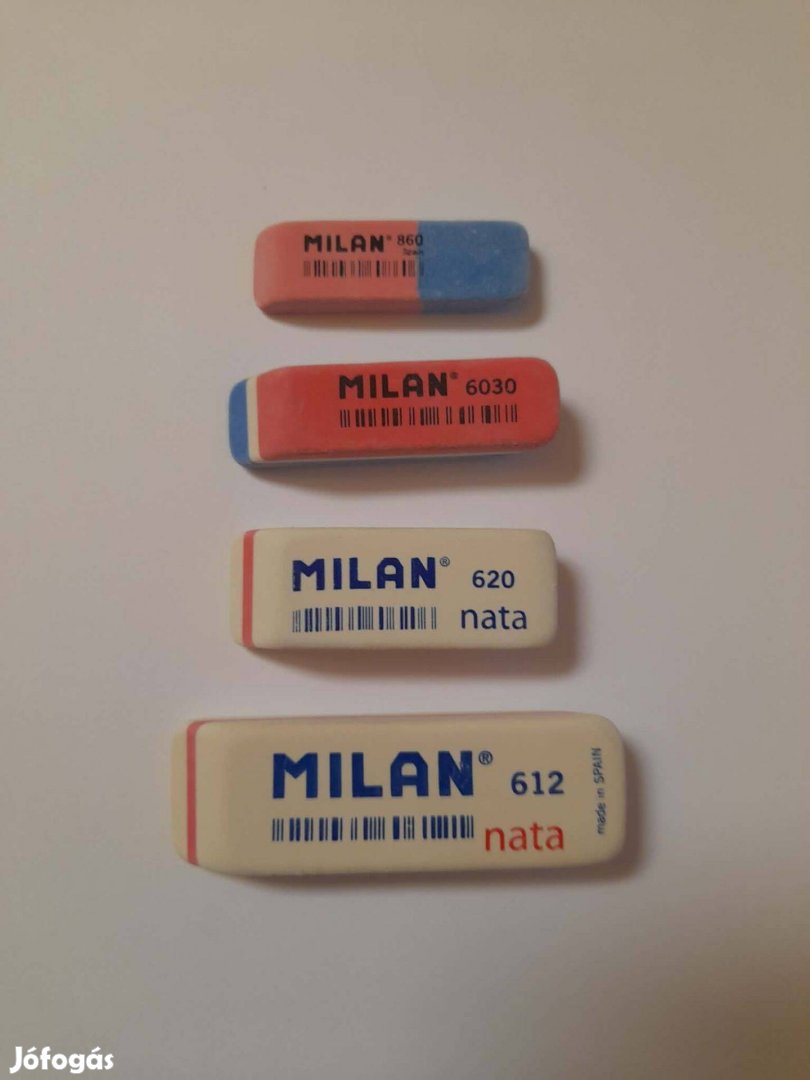 MILAN® 860
Spain
MILAN® 6030
MILAN® 620
nata
MILAN® 612
nata
made in SPAIN
Jófogás